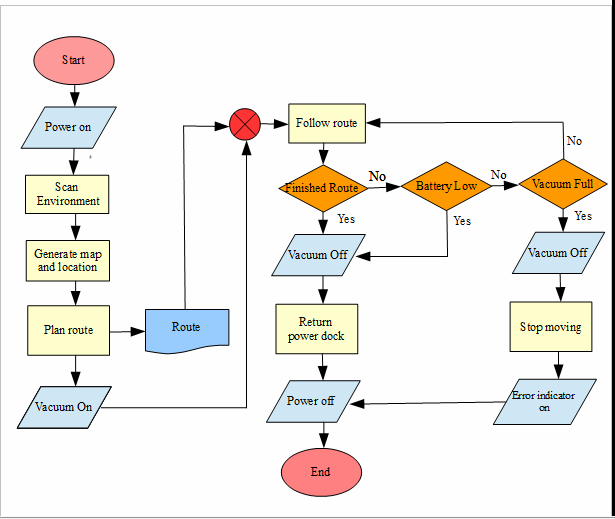 Start
Power on
Scan
Environment
Generate map
and location
Plan route
Route
Vacuum On
Follow route
Finished Route
No
Battery Low
No
Vacuum Full
No
Yes
Yes
Yes
Vacuum Off
Vacuum Off
Return
power dock
Stop moving
Power off
Error indicator
on
End